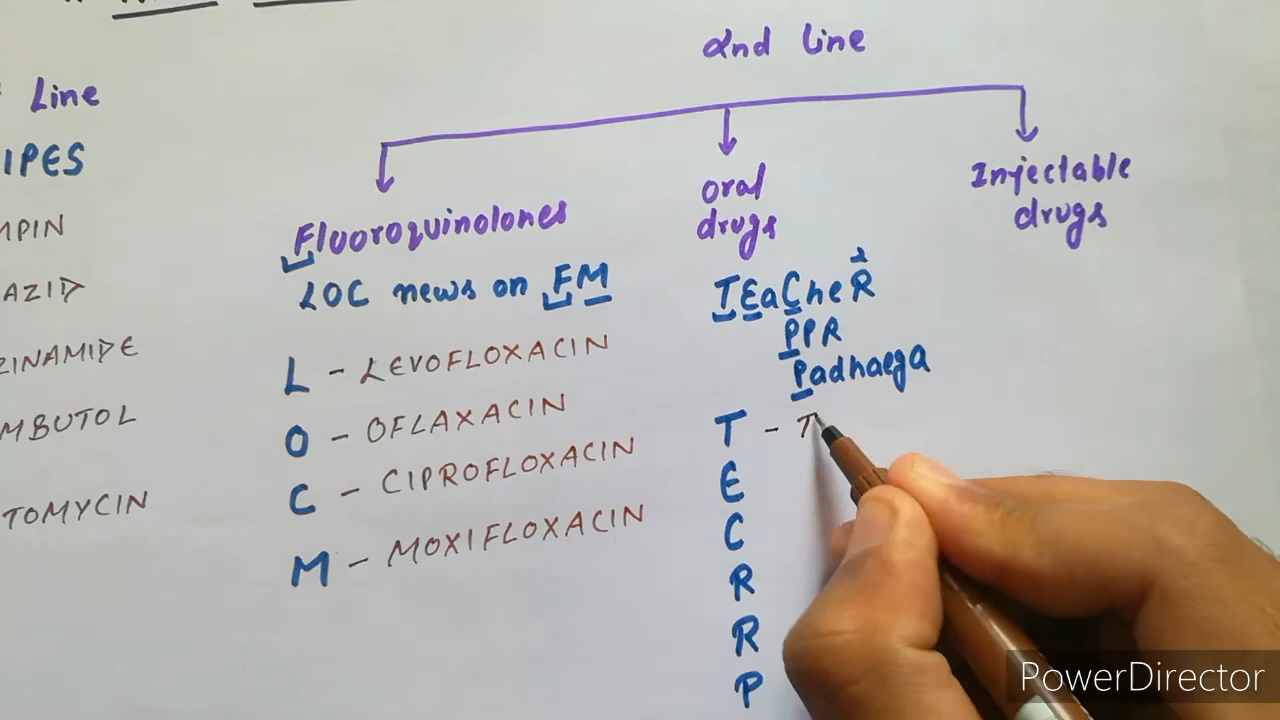 2nd Line
Line
IPES
MPIN
AZID
ZINAMIDE
MBUTOL
TOMYCIN
Fluoroquinolones
LOC news on FM
L - LEVOFLOXACIN
O - OFLAXACIN
C - CIPROFLOXACIN
M - MOXIFLOXACIN
oral
drugs
TEaCheR
2
PPR
Padhaega
T - T
E
C
R
R
P
Injectable
drugs
PowerDirector